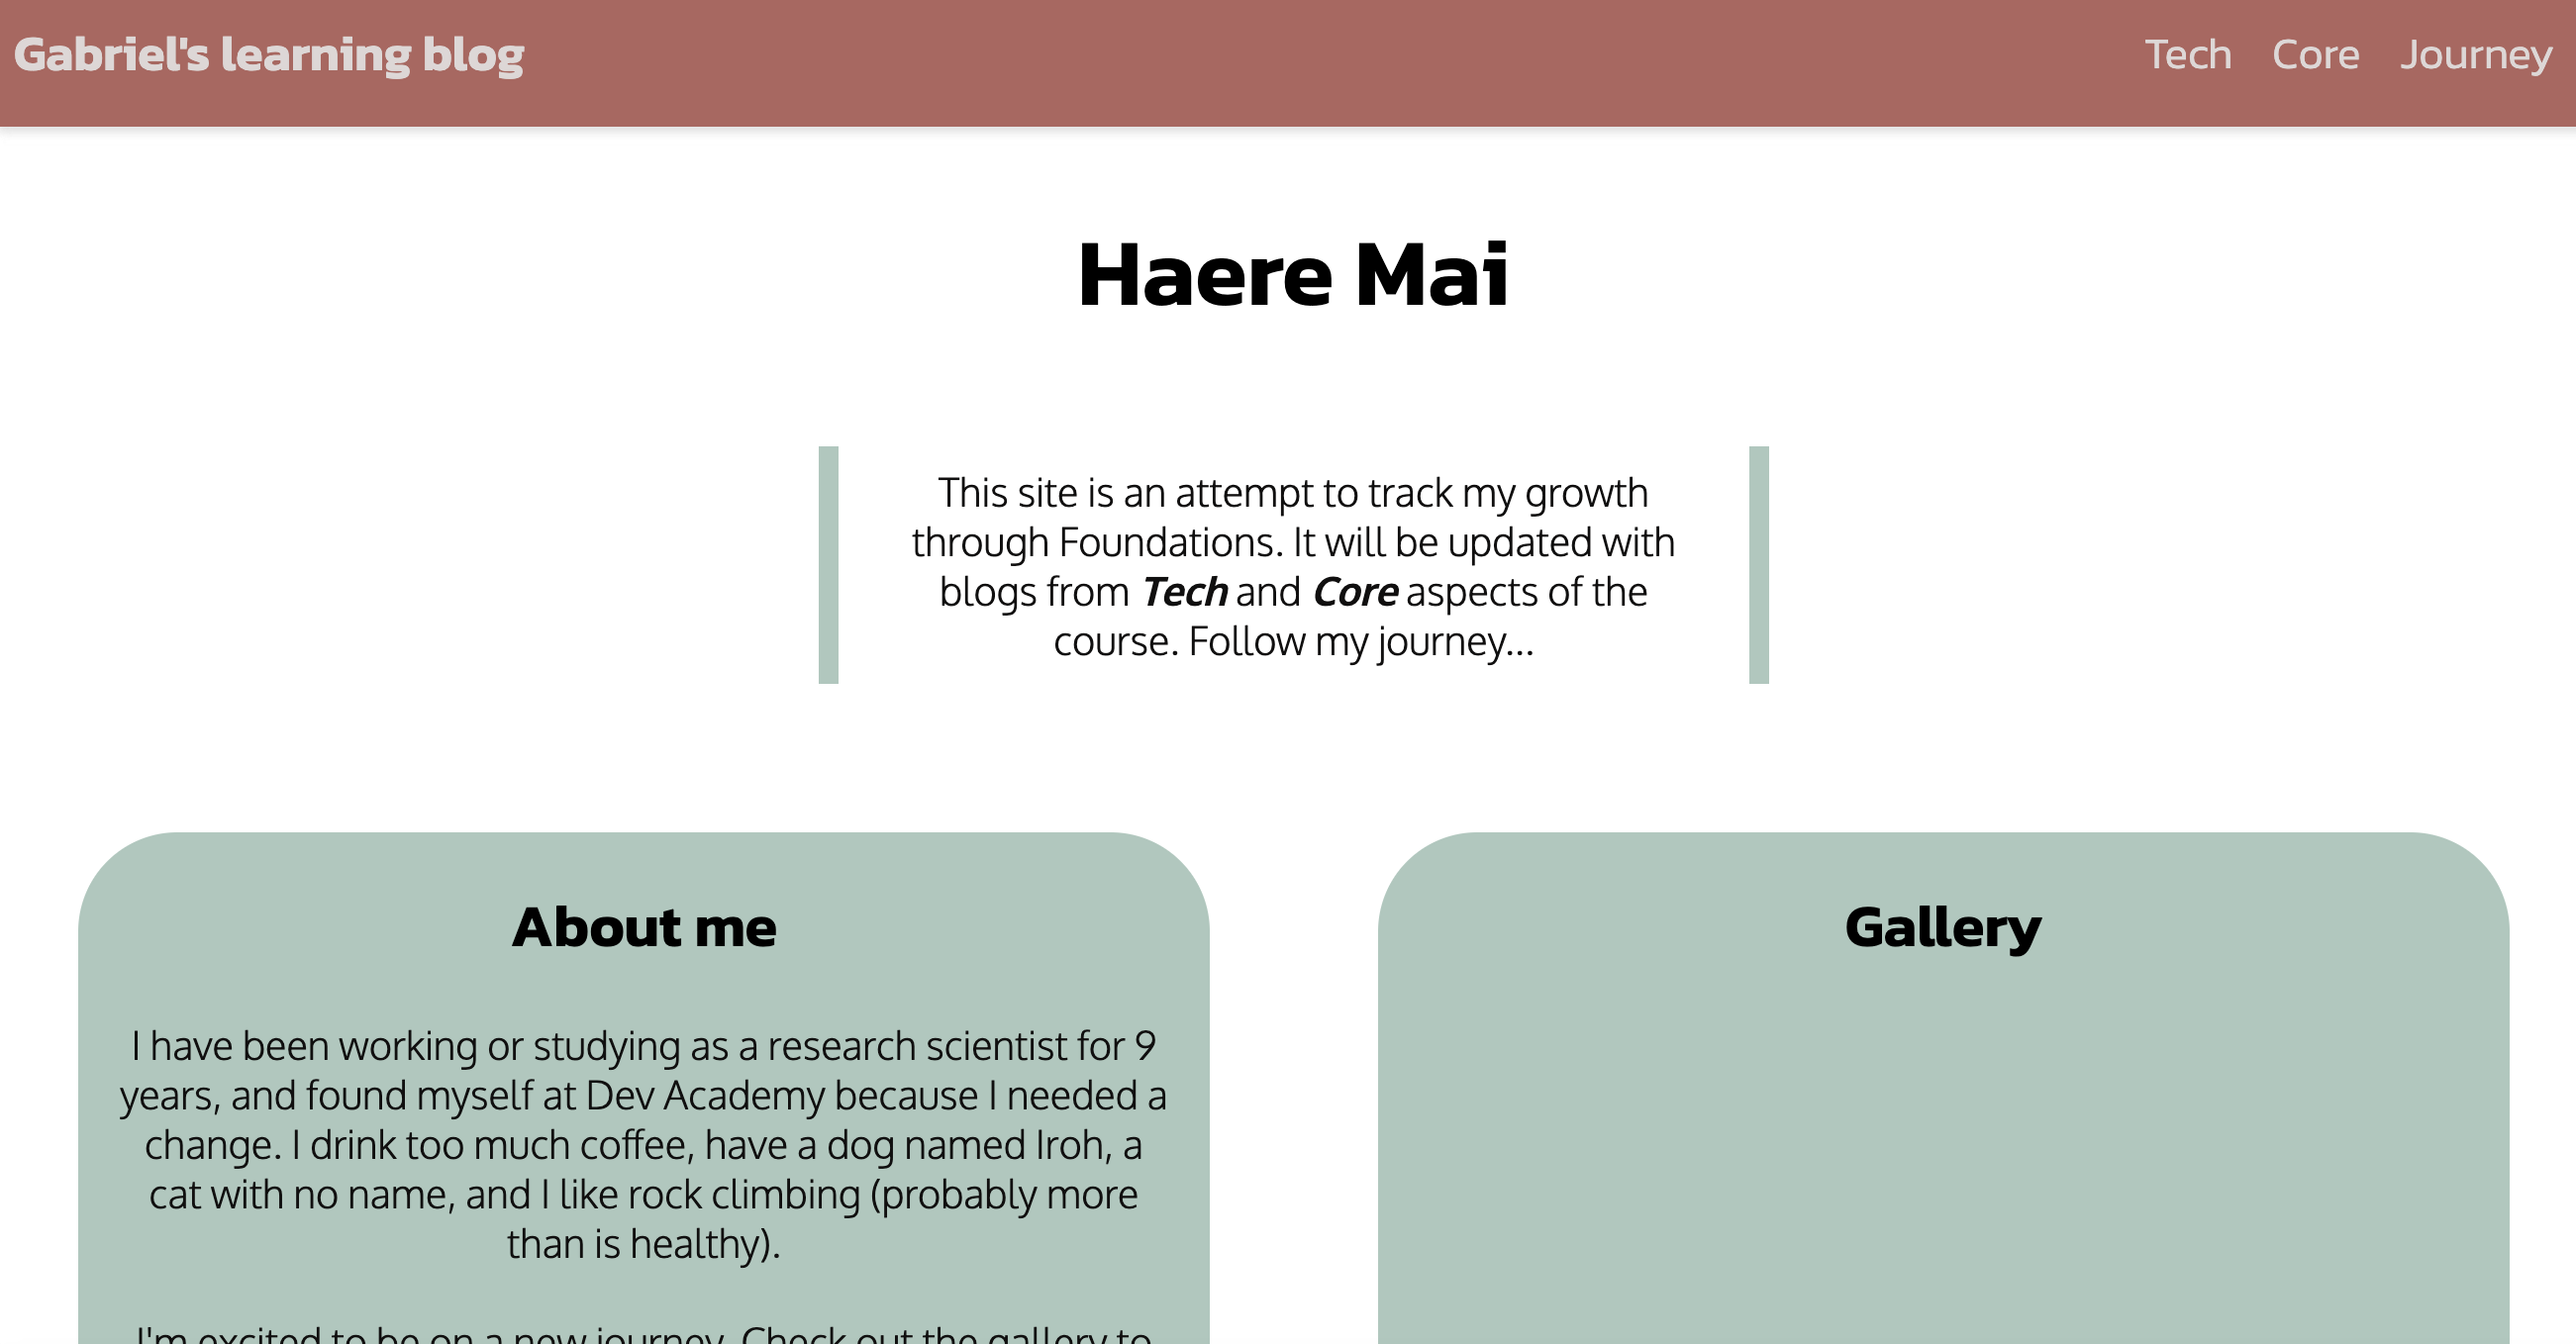 Gabriel's learning blog
Tech Core Journey
Haere Mai
This site is an attempt to track my growth
through Foundations. It will be updated with
blogs from Tech and Core aspects of the
course. Follow my journey...
About me
I have been working or studying as a research scientist for 9
years, and found myself at Dev Academy because I needed a
change. I drink too much coffee, have a dog named Iroh, a
cat with no name, and I like rock climbing (probably more
than is healthy).
I'm excited to be on a new journey. Check out the gallery to
Gallery